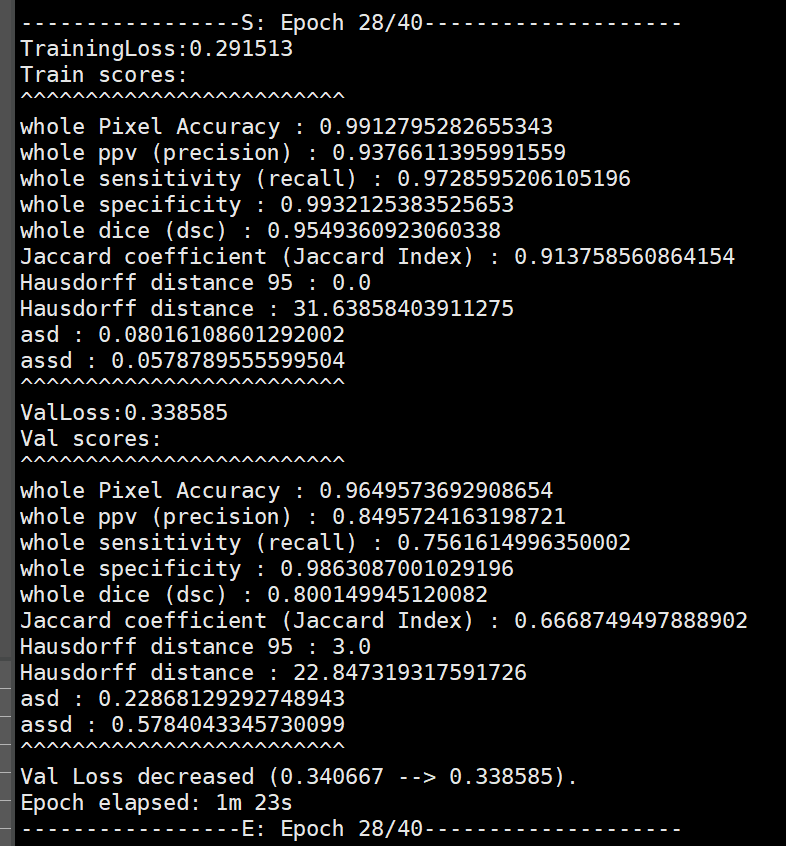 -----------------S: Epoch 28/40--------------------
TrainingLoss:0.291513
Train scores:
^^^^^^^^^^^^^^^^^^^^^^^^^
whole Pixel Accuracy : 0.9912795282655343
whole ppv (precision) : 0.9376611395991559
whole sensitivity (recall) : 0.9728595206105196
whole specificity : 0.9932125383525653
whole dice (dsc) : 0.9549360923060338
Jaccard coefficient (Jaccard Index) : 0.913758560864154
Hausdorff distance 95 : 0.0
Hausdorff distance : 31.63858403911275
asd : 0.08016108601292002
assd : 0.0578789555599504
^^^^^^^^^^^^^^^^^^^^^^^^^
ValLoss:0.338585
Val scores:
^^^^^^^^^^^^^^^^^^^^^^^^^
whole Pixel Accuracy : 0.9649573692908654
whole ppv (precision) : 0.8495724163198721
whole sensitivity (recall) : 0.7561614996350002
whole specificity : 0.9863087001029196
whole dice (dsc) : 0.800149945120082
Jaccard coefficient (Jaccard Index) : 0.6668749497888902
Hausdorff distance 95 : 3.0
Hausdorff distance : 22.847319317591726
asd : 0.22868129292748943
assd : 0.5784043345730099
^^^^^^^^^^^^^^^^^^^^^^^^^
Val Loss decreased (0.340667 --> 0.338585).
Epoch elapsed: 1m 23s
-----------------E: Epoch 28/40--------------------